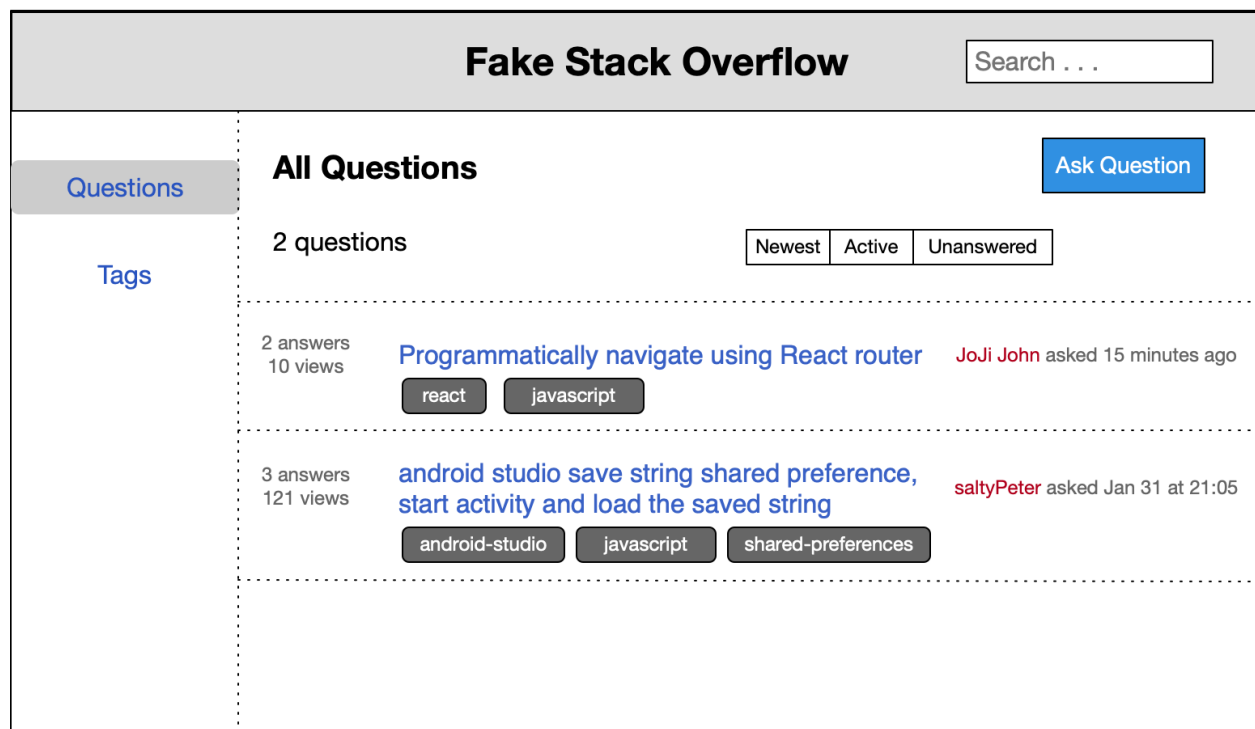 Fake Stack Overflow
Search . . .
Questions
Tags
All Questions
Ask Question
2 questions
Newest
Active
Unanswered
2 answers
10 views
Programmatically navigate using React router
react
javascript
JoJi John asked 15 minutes ago
3 answers
121 views
android studio save string shared preference,
start activity and load the saved string
android-studio
javascript
shared-preferences
saltyPeter asked Jan 31 at 21:05